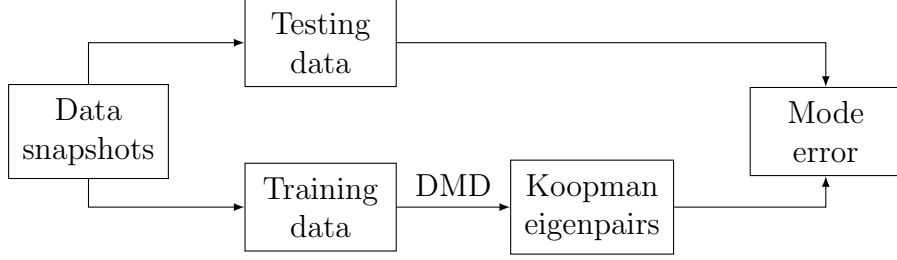 Data
snapshots
Testing
data
Training
data
DMD
Koopman
eigenpairs
Mode
error